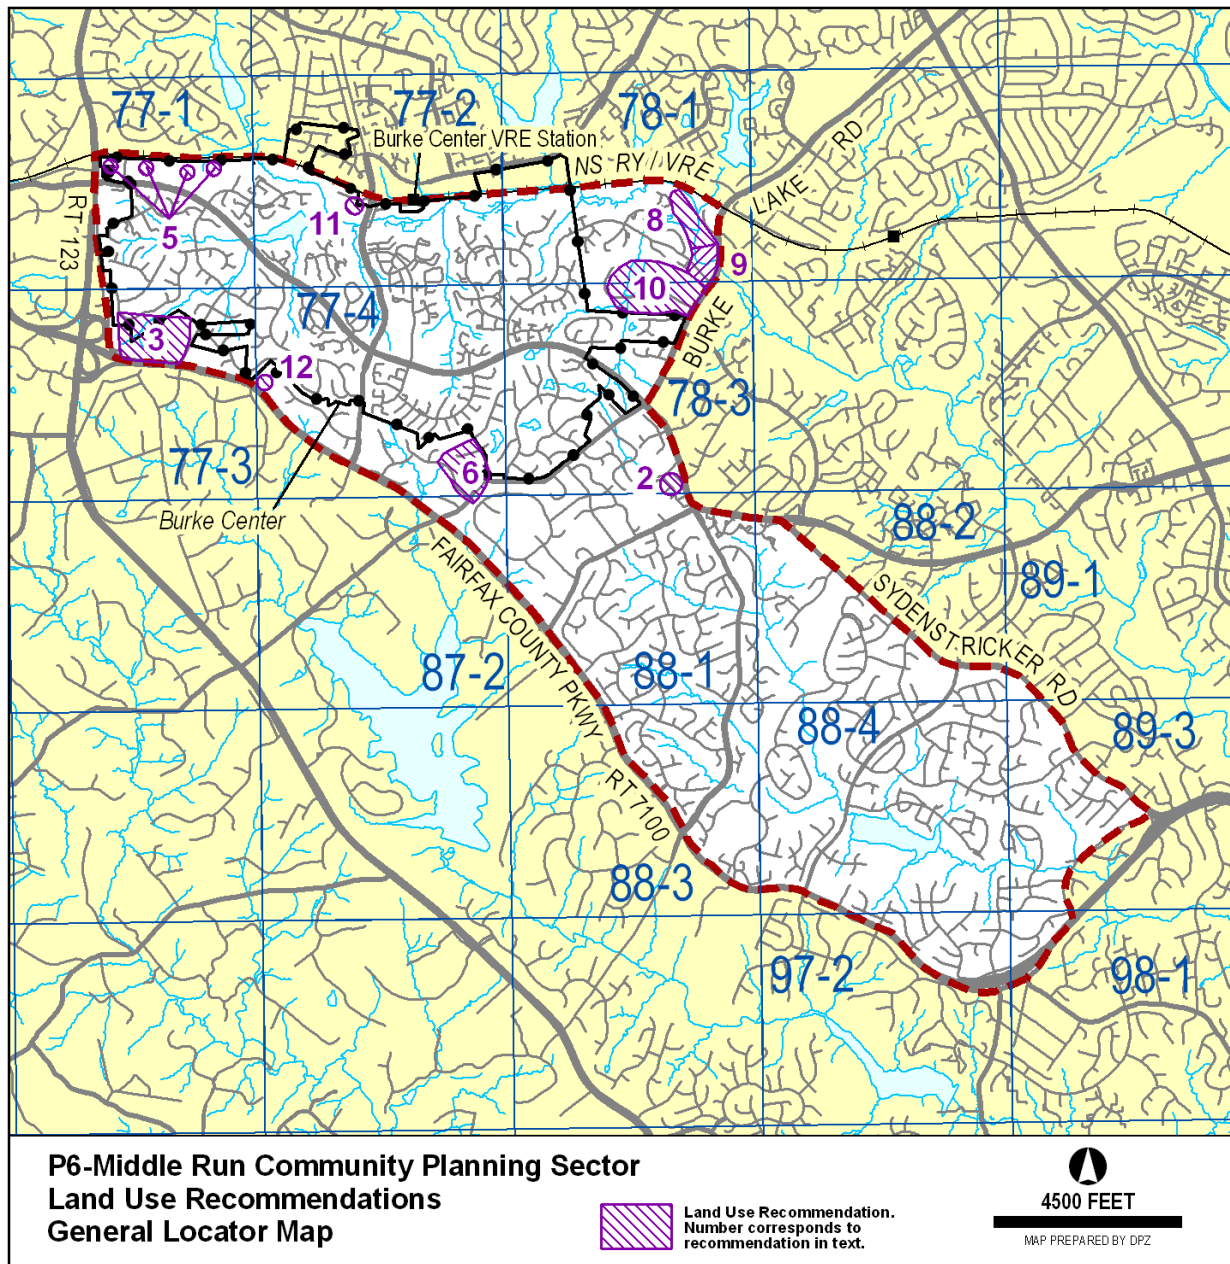 77-1
77-2
78-1
Burke Center VRE Station
NS RY / VRE
LAKE RD
RT 123
5
11
8
9
10
77-4
3
12
BURKE
78-3
77-3
6
2
Burke Center
88-2
FAIRFAX COUNTY PKWY
SYDENSTRICKER RD
89-1
87-2
88-1
88-4
89-3
RT 7100
88-3
97-2
98-1
P6-Middle Run Community Planning Sector
Land Use Recommendations
General Locator Map
Land Use Recommendation.
Number corresponds to
recommendation in text.
4500 FEET
MAP PREPARED BY DPZ